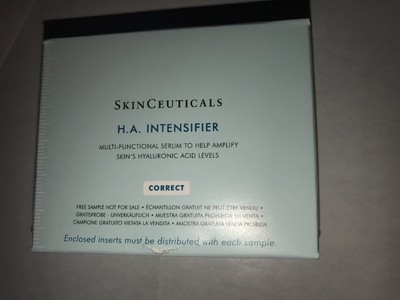 SKINCEUTICALS
H.A. INTENSIFIER
MULTI-FUNCTIONAL SERUM TO HELP AMPLIFY
SKIN'S HYALURONIC ACID LEVELS
CORRECT
FREE SAMPLE NOT FOR SALE • ÉCHANTILLON GRATUIT NE PEUT ÊTRE VENDU •
GRATISPROBE - UNVERKÄUFLICH • MUESTRA GRATUITA PROHIBIDA SU VENTA •
CAMPIONE GRATUITO VIETATA LA VENDITA • AMOSTRA GRATUITA VENDA PROIBIDA
Enclosed inserts must be distributed with each sample.